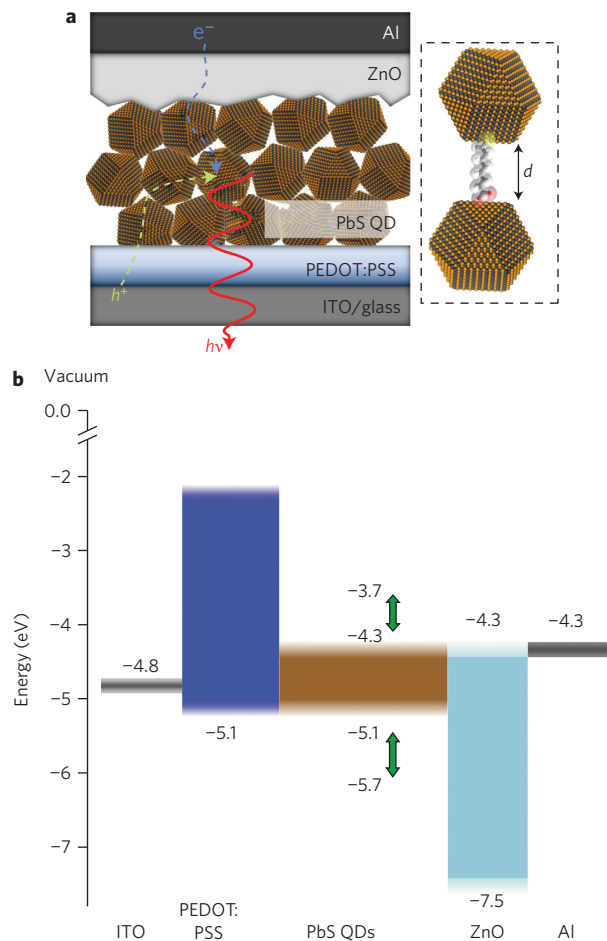 a
e⁻
Al
ZnO
d
PbS QD
PEDOT:PSS
h⁺
ITO/glass
hν
b Vacuum
0.0
−2
−3
−3.7
−4
−4.3 −4.3 −4.3
−4.8
−5
−5.1 −5.1
−5.7
−6
−7
−7.5
Energy (eV)
ITO PEDOT: PbS QDs ZnO Al
PSS